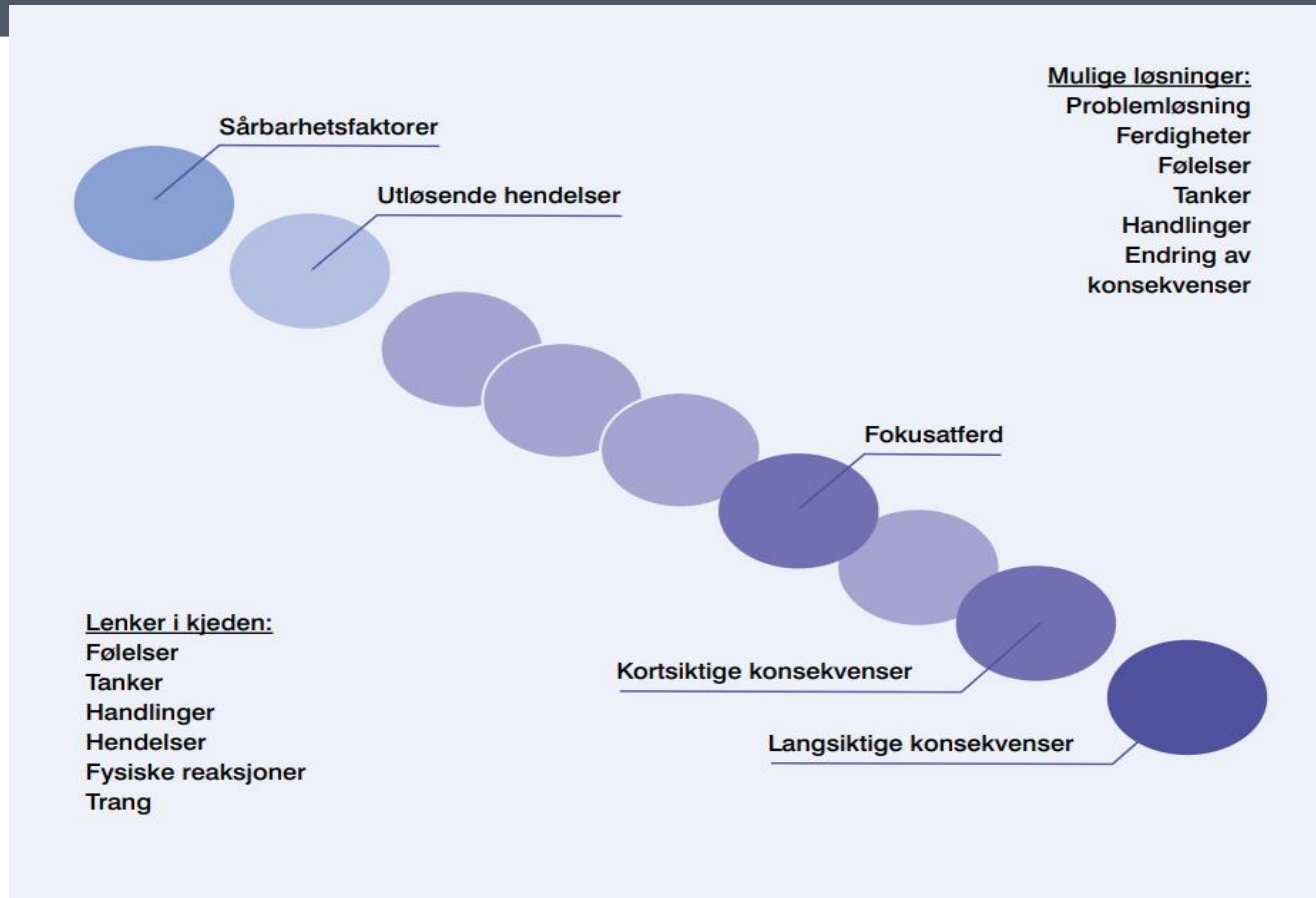 Mulige løsninger:
Problemløsning
Ferdigheter
Følelser
Tanker
Handlinger
Endring av
konsekvenser
Sårbarhetsfaktorer
Utløsende hendelser
Fokusatferd
Kortsiktige konsekvenser
Langsiktige konsekvenser
Lenker i kjeden:
Følelser
Tanker
Handlinger
Hendelser
Fysiske reaksjoner
Trang